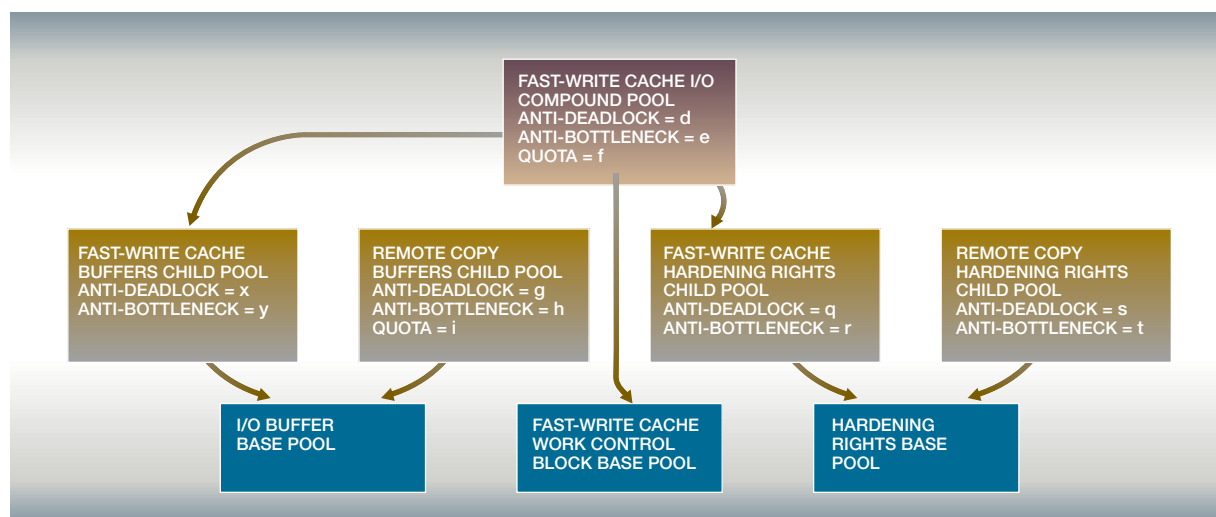 FAST-WRITE CACHE I/O
COMPOUND POOL
ANTI-DEADLOCK = d
ANTI-BOTTLENECK = e
QUOTA = f
FAST-WRITE CACHE
BUFFERS CHILD POOL
ANTI-DEADLOCK = x
ANTI-BOTTLENECK = y
REMOTE COPY
BUFFERS CHILD POOL
ANTI-DEADLOCK = g
ANTI-BOTTLENECK = h
QUOTA = i
FAST-WRITE CACHE
HARDENING RIGHTS
CHILD POOL
ANTI-DEADLOCK = q
ANTI-BOTTLENECK = r
REMOTE COPY
HARDENING RIGHTS
CHILD POOL
ANTI-DEADLOCK = s
ANTI-BOTTLENECK = t
I/O BUFFER
BASE POOL
FAST-WRITE CACHE
WORK CONTROL
BLOCK BASE POOL
HARDENING
RIGHTS BASE
POOL